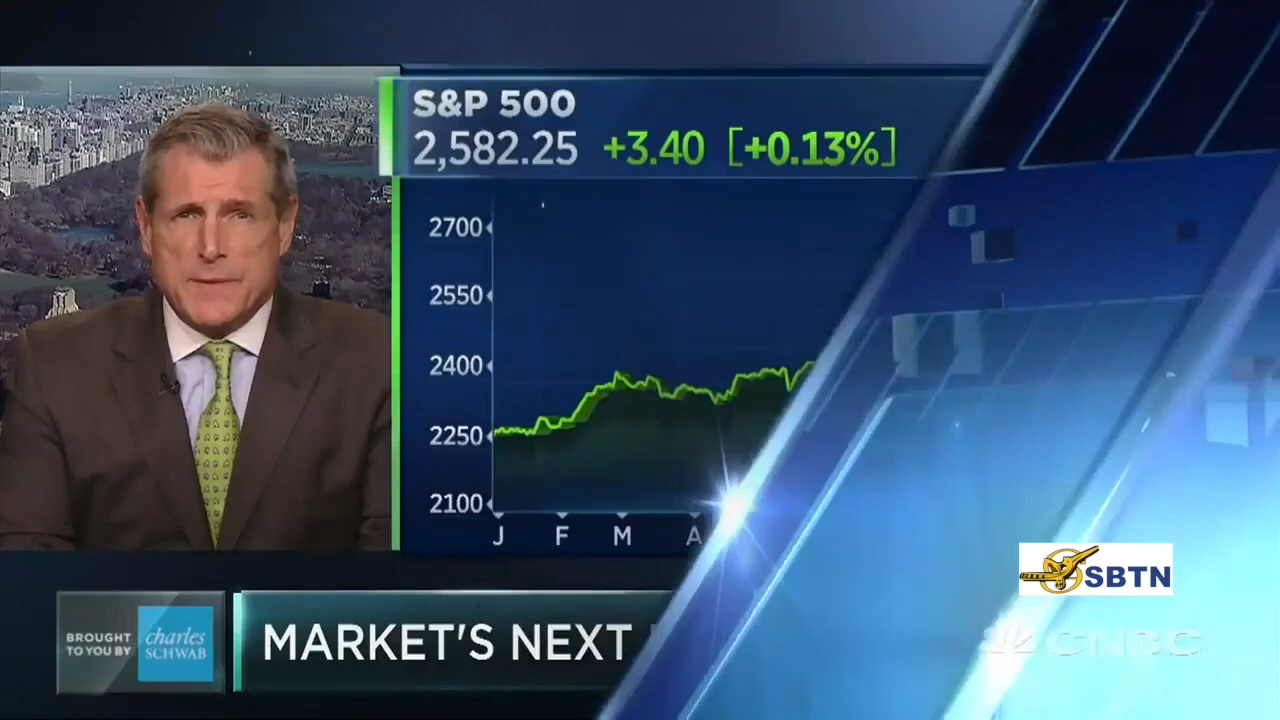 S&P 500
2,582.25 +3.40 [+0.13%]
2700
2550
2400
2250
2100
J F M A
BROUGHT
TO YOU BY
charles
SCHWAB
MARKET'S NEXT
SBTN
CNBC